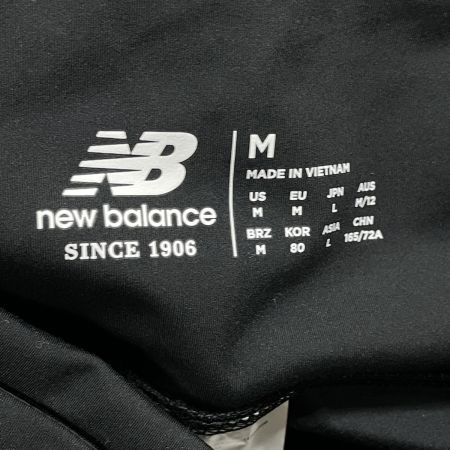 NB
new balance
SINCE 1906
M
MADE IN VIETNAM
US EU JPN AUS
M M L M/12
BRZ KOR ASIA CHN
M 80 L 165/72A